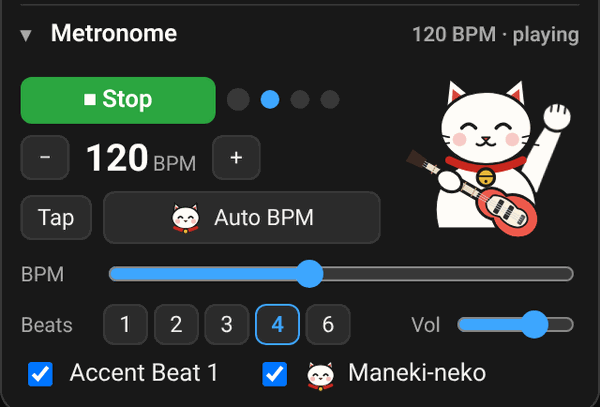 Metronome 120 BPM · playing
Stop
− 120 BPM +
Tap Auto BPM
BPM
Beats 1 2 3 4 6 Vol
Accent Beat 1 Maneki-neko